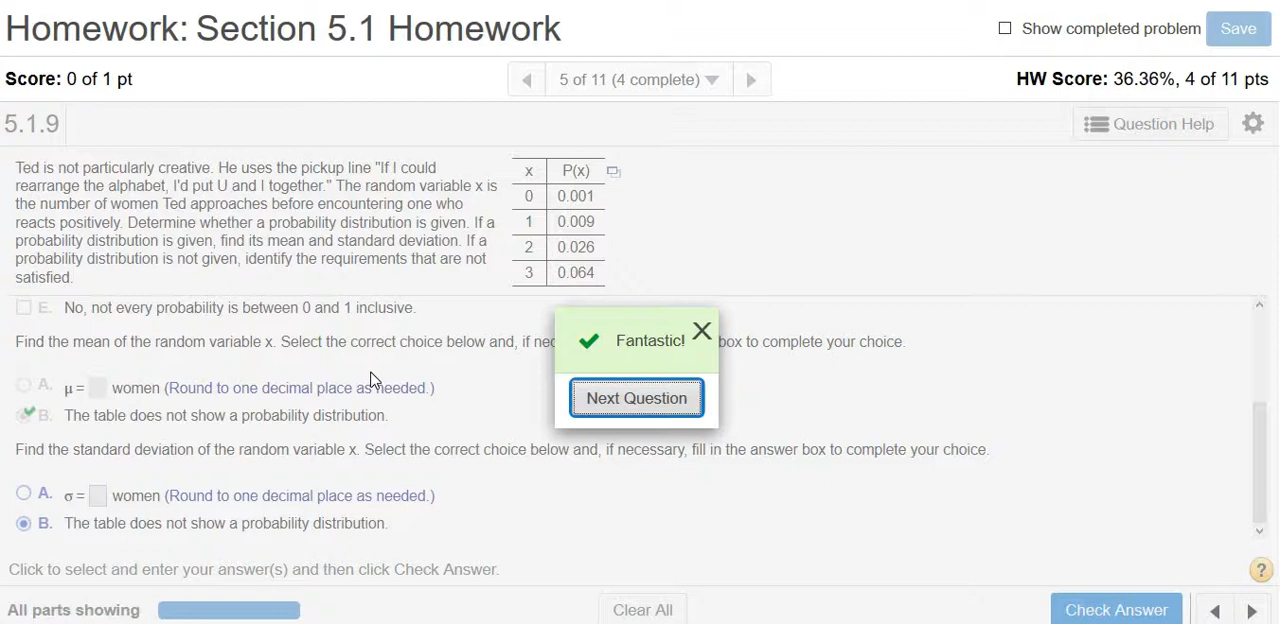 Homework: Section 5.1 Homework
Show completed problem
Save
Score: 0 of 1 pt
5 of 11 (4 complete)
HW Score: 36.36%, 4 of 11 pts
5.1.9
Question Help
Ted is not particularly creative. He uses the pickup line "If I could
rearrange the alphabet, I'd put U and I together." The random variable x is
the number of women Ted approaches before encountering one who
reacts positively. Determine whether a probability distribution is given. If a
probability distribution is given, find its mean and standard deviation. If a
probability distribution is not given, identify the requirements that are not
satisfied.
x P(x)
0 0.001
1 0.009
2 0.026
3 0.064
E. No, not every probability is between 0 and 1 inclusive.
Find the mean of the random variable x. Select the correct choice below and, if nec box to complete your choice.
Fantastic!
Next Question
A. μ = women (Round to one decimal place as needed.)
B. The table does not show a probability distribution.
Find the standard deviation of the random variable x. Select the correct choice below and, if necessary, fill in the answer box to complete your choice.
A. σ = women (Round to one decimal place as needed.)
B. The table does not show a probability distribution.
Click to select and enter your answer(s) and then click Check Answer.
?
All parts showing
Clear All
Check Answer